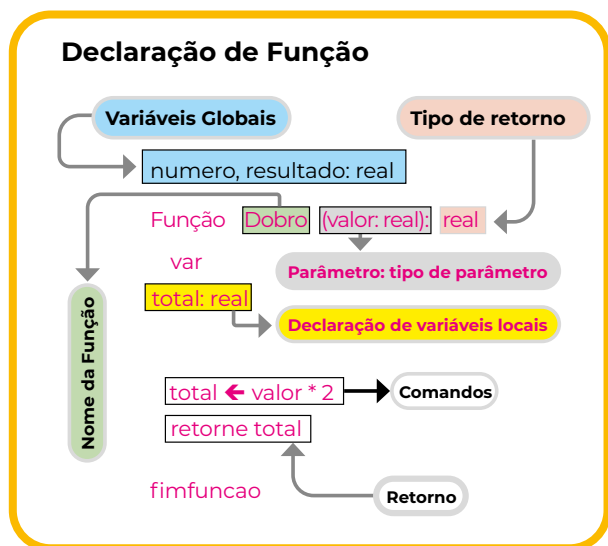 Declaração de Função
Variáveis Globais
Tipo de retorno
numero, resultado: real
Função Dobro (valor: real): real
var
Parâmetro: tipo de parâmetro
total: real
Declaração de variáveis locais
Nome da Função
total 🡸 valor * 2
Comandos
retorne total
fimfuncao
Retorno